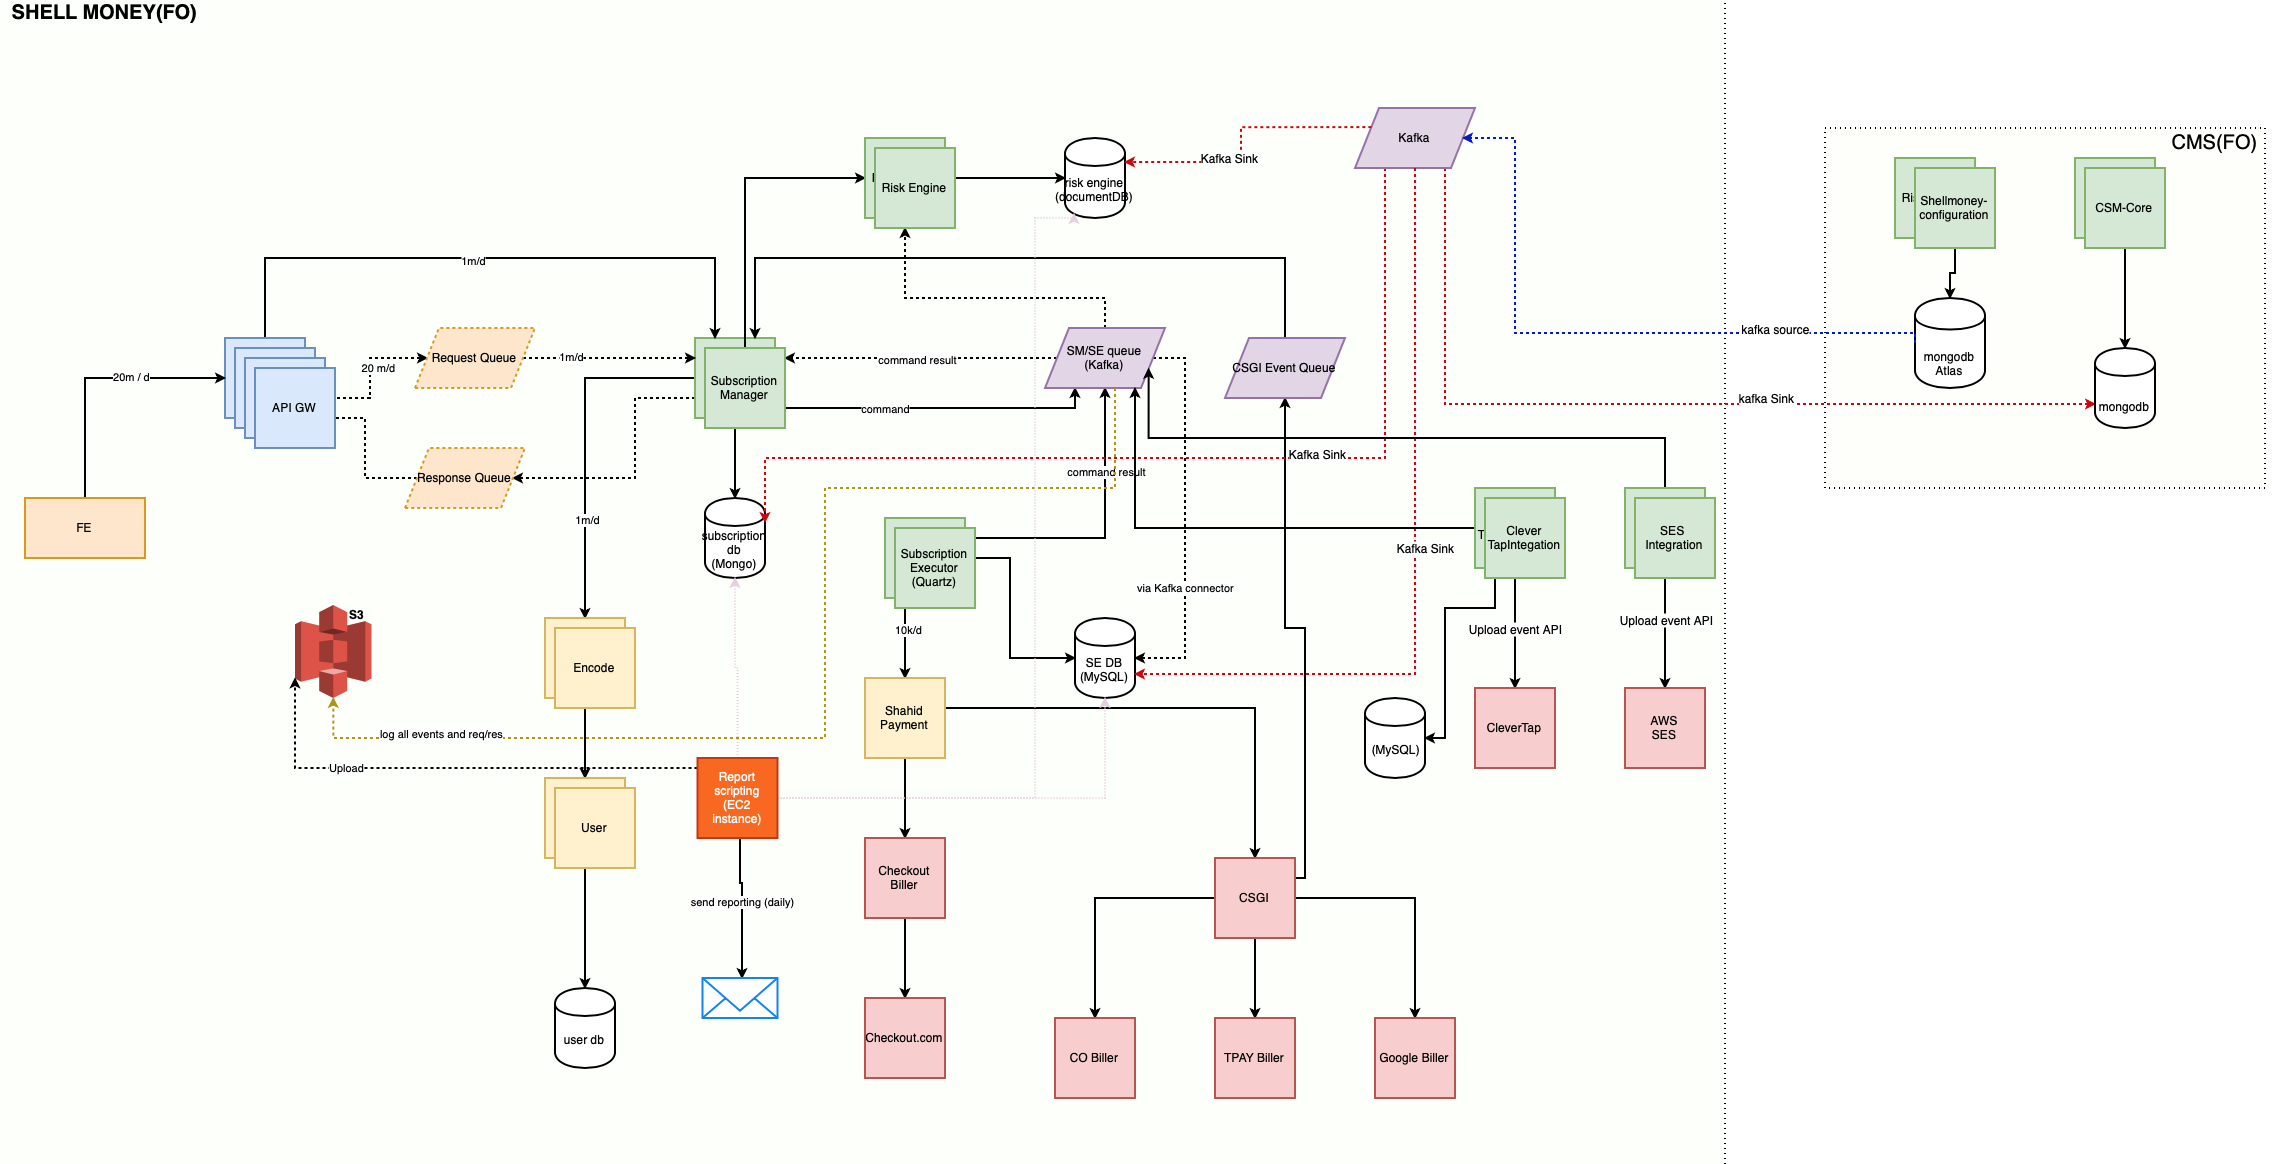 SHELL MONEY(FO)
CMS(FO)
Kafka
Kafka Sink
risk engine
(documentDB)
Risk Engine
Ri
Shellmoney-
configuration
CSM-Core
1m/d
kafka source
mongodb
Atlas
kafka Sink
mongodb
API GW
20m / d
20 m/d
Request Queue
1m/d
Response Queue
Subscription
Manager
command result
command
SM/SE queue
(Kafka)
CSGI Event Queue
Kafka Sink
command result
FE
1m/d
subscription
db
(Mongo)
Subscription
Executor
(Quartz)
10k/d
via Kafka connector
Kafka Sink
T
Clever
TapIntegation
SES
Integration
Upload event API
Upload event API
S3
Encode
SE DB
(MySQL)
Shahid
Payment
(MySQL)
CleverTap
AWS
SES
log all events and req/res
Upload
Report
scripting
(EC2
instance)
User
send reporting (daily)
Checkout
Biller
CSGI
user db
Checkout.com
CO Biller
TPAY Biller
Google Biller